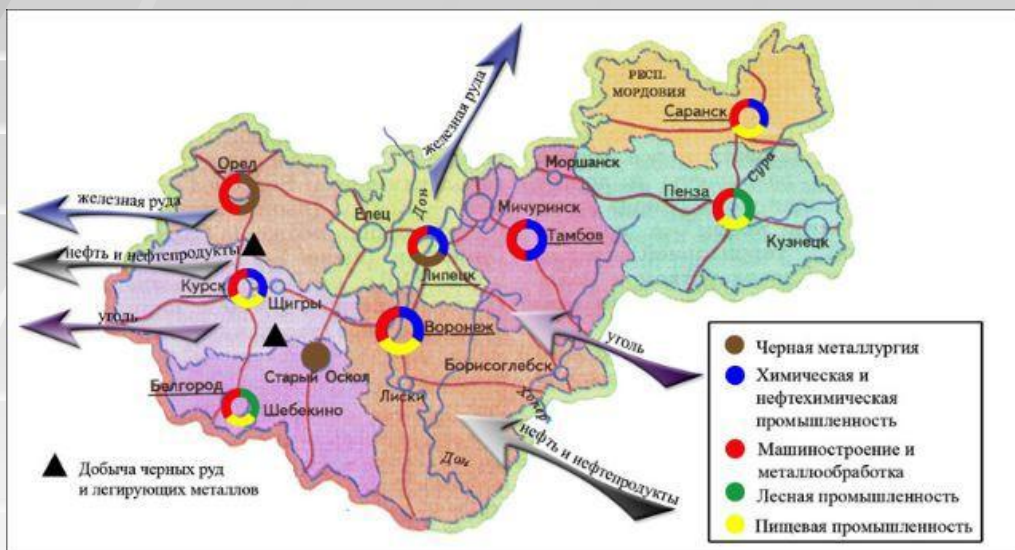 железная руда
РЕСП.
МОРДОВИЯ
Саранск
Сура
Орел
Моршанск
Пенза
железная руда
Елец
Дон
Мичуринск
Тамбов
Кузнецк
нефть и нефтепродукты
Липецк
Курск
Щигры
Воронеж
уголь
уголь
Борисоглебск
Старый Оскол
Белгород
Шебекино
Лиски
Хопер
Дон
нефть и нефтепродукты
Добыча черных руд
и легирующих металлов
Черная металлургия
Химическая и
нефтехимическая
промышленность
Машиностроение и
металлообработка
Лесная промышленность
Пищевая промышленность